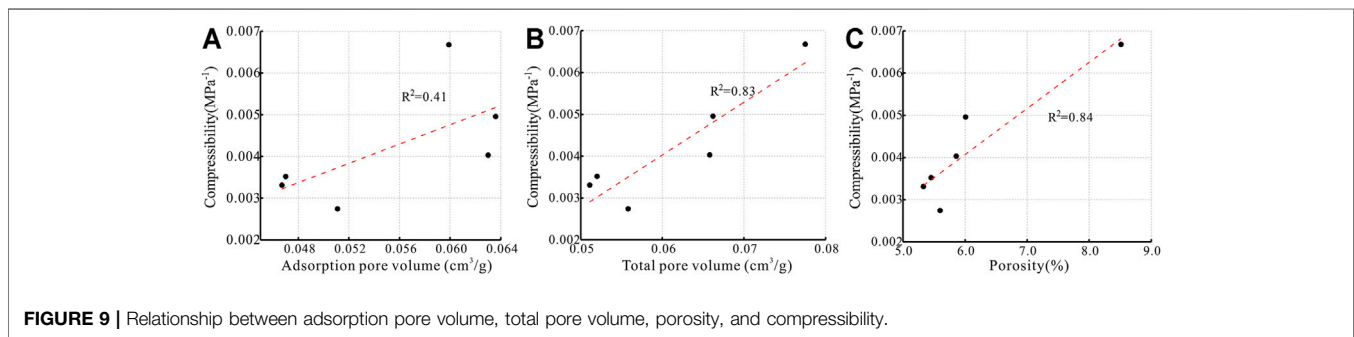 A
0.007
0.006
0.005
0.004
0.003
0.002
Compressibility(MPa⁻¹)
R²=0.41
0.048 0.052 0.056 0.060 0.064
Adsorption pore volume (cm³/g)
B
0.007
0.006
0.005
0.004
0.003
0.002
Compressibility(MPa⁻¹)
R²=0.83
0.05 0.06 0.07 0.08
Total pore volume (cm³/g)
C
0.007
0.006
0.005
0.004
0.003
0.002
Compressibility(MPa⁻¹)
R²=0.84
5.0 6.0 7.0 8.0 9.0
Porosity(%)
FIGURE 9 | Relationship between adsorption pore volume, total pore volume, porosity, and compressibility.